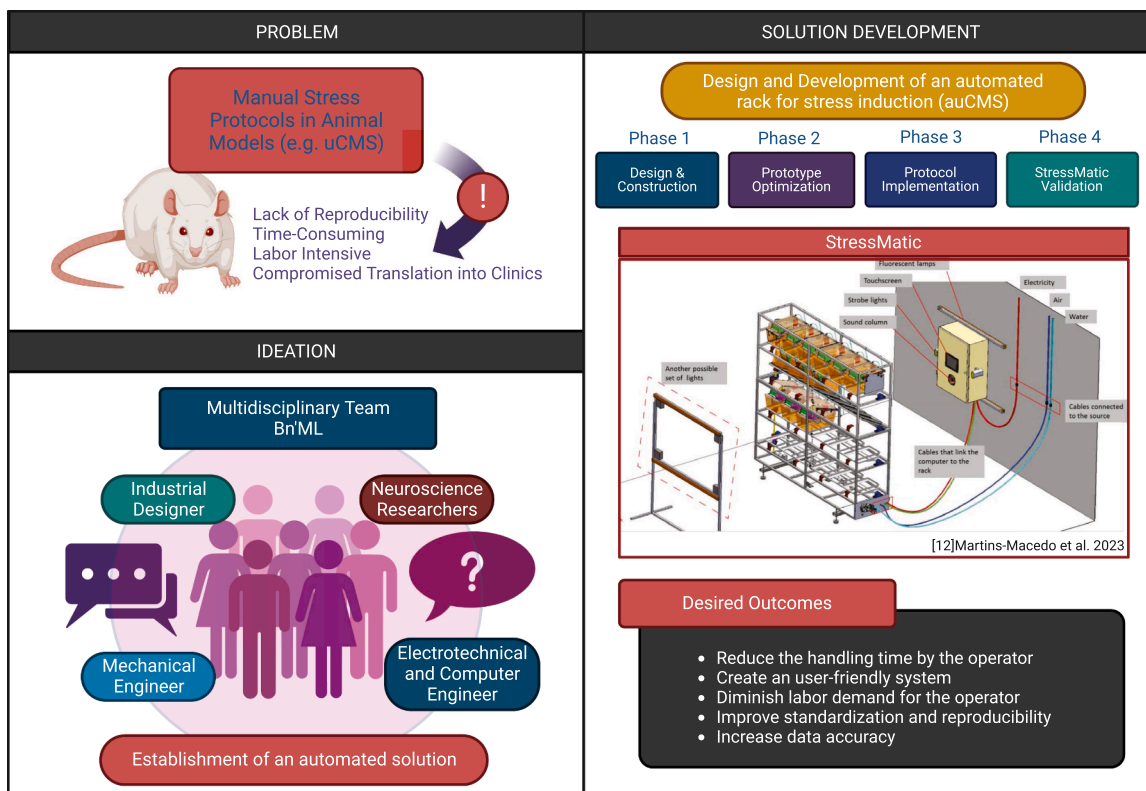 PROBLEM
Manual Stress
Protocols in Animal
Models (e.g. uCMS)
!
Lack of Reproducibility
Time-Consuming
Labor Intensive
Compromised Translation into Clinics
IDEATION
Multidisciplinary Team
Bn'ML
Industrial
Designer
Neuroscience
Researchers
?
Mechanical
Engineer
Electrotechnical
and Computer
Engineer
Establishment of an automated solution
SOLUTION DEVELOPMENT
Design and Development of an automated
rack for stress induction (auCMS)
Phase 1
Phase 2
Phase 3
Phase 4
Design &
Construction
Prototype
Optimization
Protocol
Implementation
StressMatic
Validation
StressMatic
Fluorescent lamps
Touchscreen
Strobe lights
Sound column
Electricity
Air
Water
Another possible
set of lights
Cables connected
to the source
Cables that link the
computer to the
rack
[12]Martins-Macedo et al. 2023
Desired Outcomes
• Reduce the handling time by the operator
• Create an user-friendly system
• Diminish labor demand for the operator
• Improve standardization and reproducibility
• Increase data accuracy